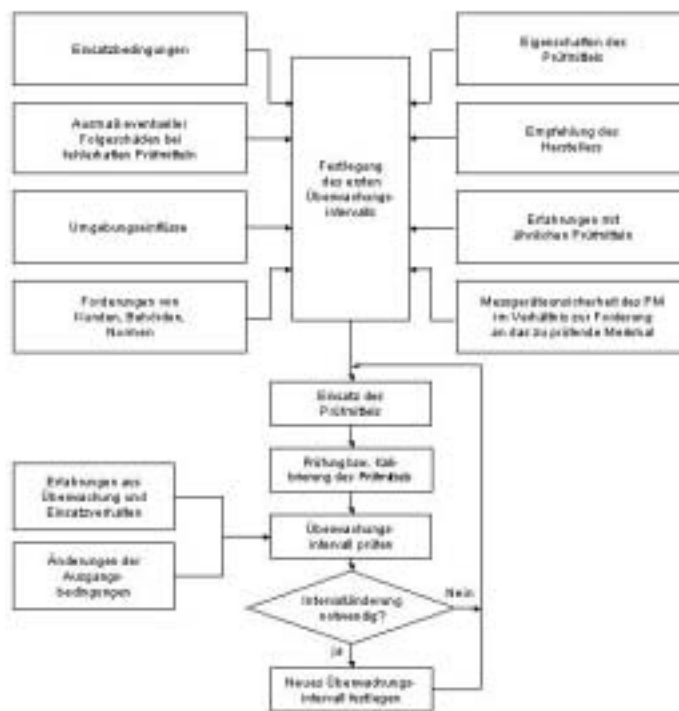 Einsatzbedingungen
Ausmaß eventueller
Folgeschäden bei
fehlerhaften Prüfmitteln
Umgebungseinflüsse
Forderungen von
Kunden, Behörden,
Normen
Festlegung
des ersten
Überwachungs-
intervalls
Eigenschaften des
Prüfmittels
Empfehlung des
Herstellers
Erfahrungen mit
ähnlichen Prüfmitteln
Messgeräteunsicherheit des PM
im Verhältnis zur Forderung
an das zu prüfende Merkmal
Einsatz des
Prüfmittels
Prüfung bzw. Kali-
brierung des Prüfmittels
Erfahrungen aus
Überwachung und
Einsatzverhalten
Änderungen der
Ausgangs-
bedingungen
Überwachungs-
intervall prüfen
Intervalländerung
notwendig?
Nein
ja
Neues Überwachungs-
intervall festlegen